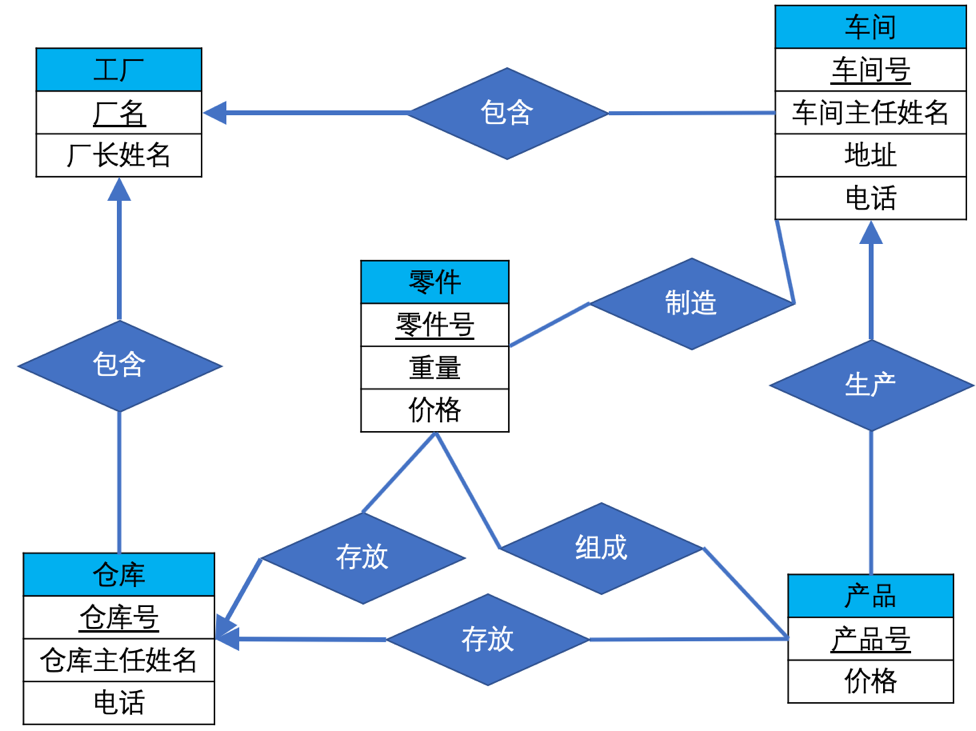 工厂
厂名
厂长姓名
包含
车间
车间号
车间主任姓名
地址
电话
零件
零件号
重量
价格
制造
包含
生产
存放
组成
仓库
仓库号
仓库主任姓名
电话
存放
产品
产品号
价格